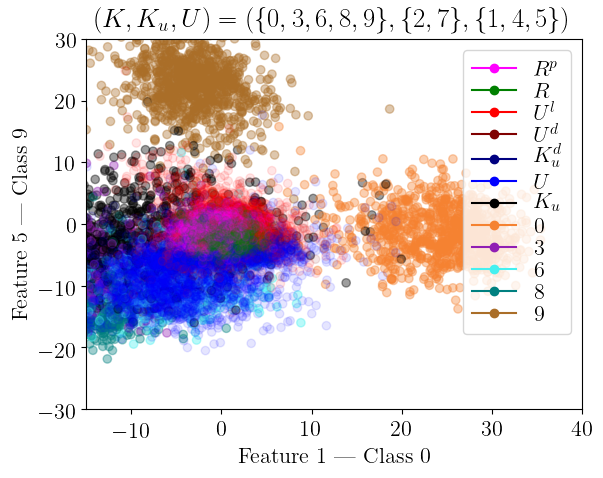 (K, K_u, U) = ({0, 3, 6, 8, 9}, {2, 7}, {1, 4, 5})
30
20
10
0
−10
−20
−30
Feature 5 — Class 9
R^p
R
U^l
U^d
K_u^d
U
K_u
0
3
6
8
9
−10
0
10
20
30
40
Feature 1 — Class 0